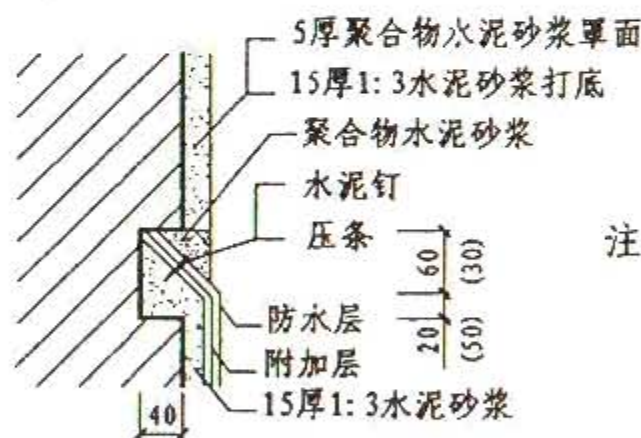 5厚聚合物水泥砂浆罩面
15厚1:3水泥砂浆打底
聚合物水泥砂浆
水泥钉
压条
注
60
(30)
防水层
20
(50)
附加层
15厚1:3水泥砂浆
40